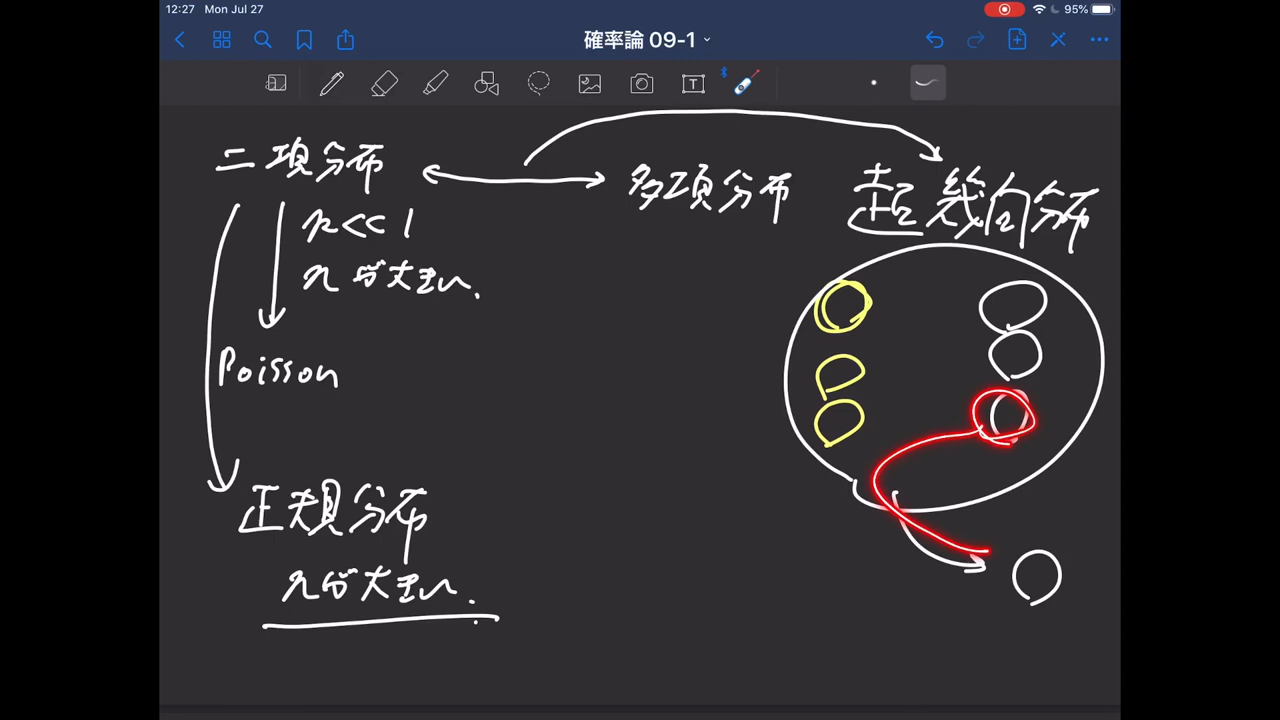 12:27 Mon Jul 27
95%
確率論 09-1
T
二項分布
多項分布
超幾何分布
n << 1
nが大きい.
Poisson
正規分布
nが大きい.